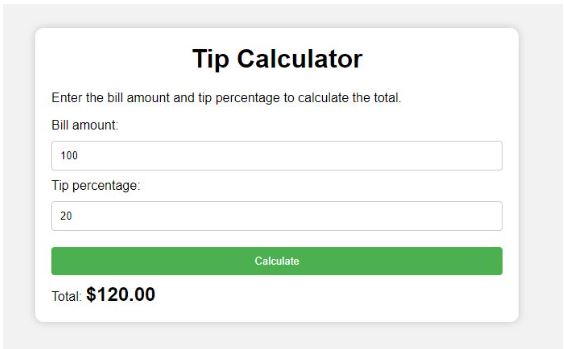 Tip Calculator
Enter the bill amount and tip percentage to calculate the total.
Bill amount:
100
Tip percentage:
20
Calculate
Total: $120.00